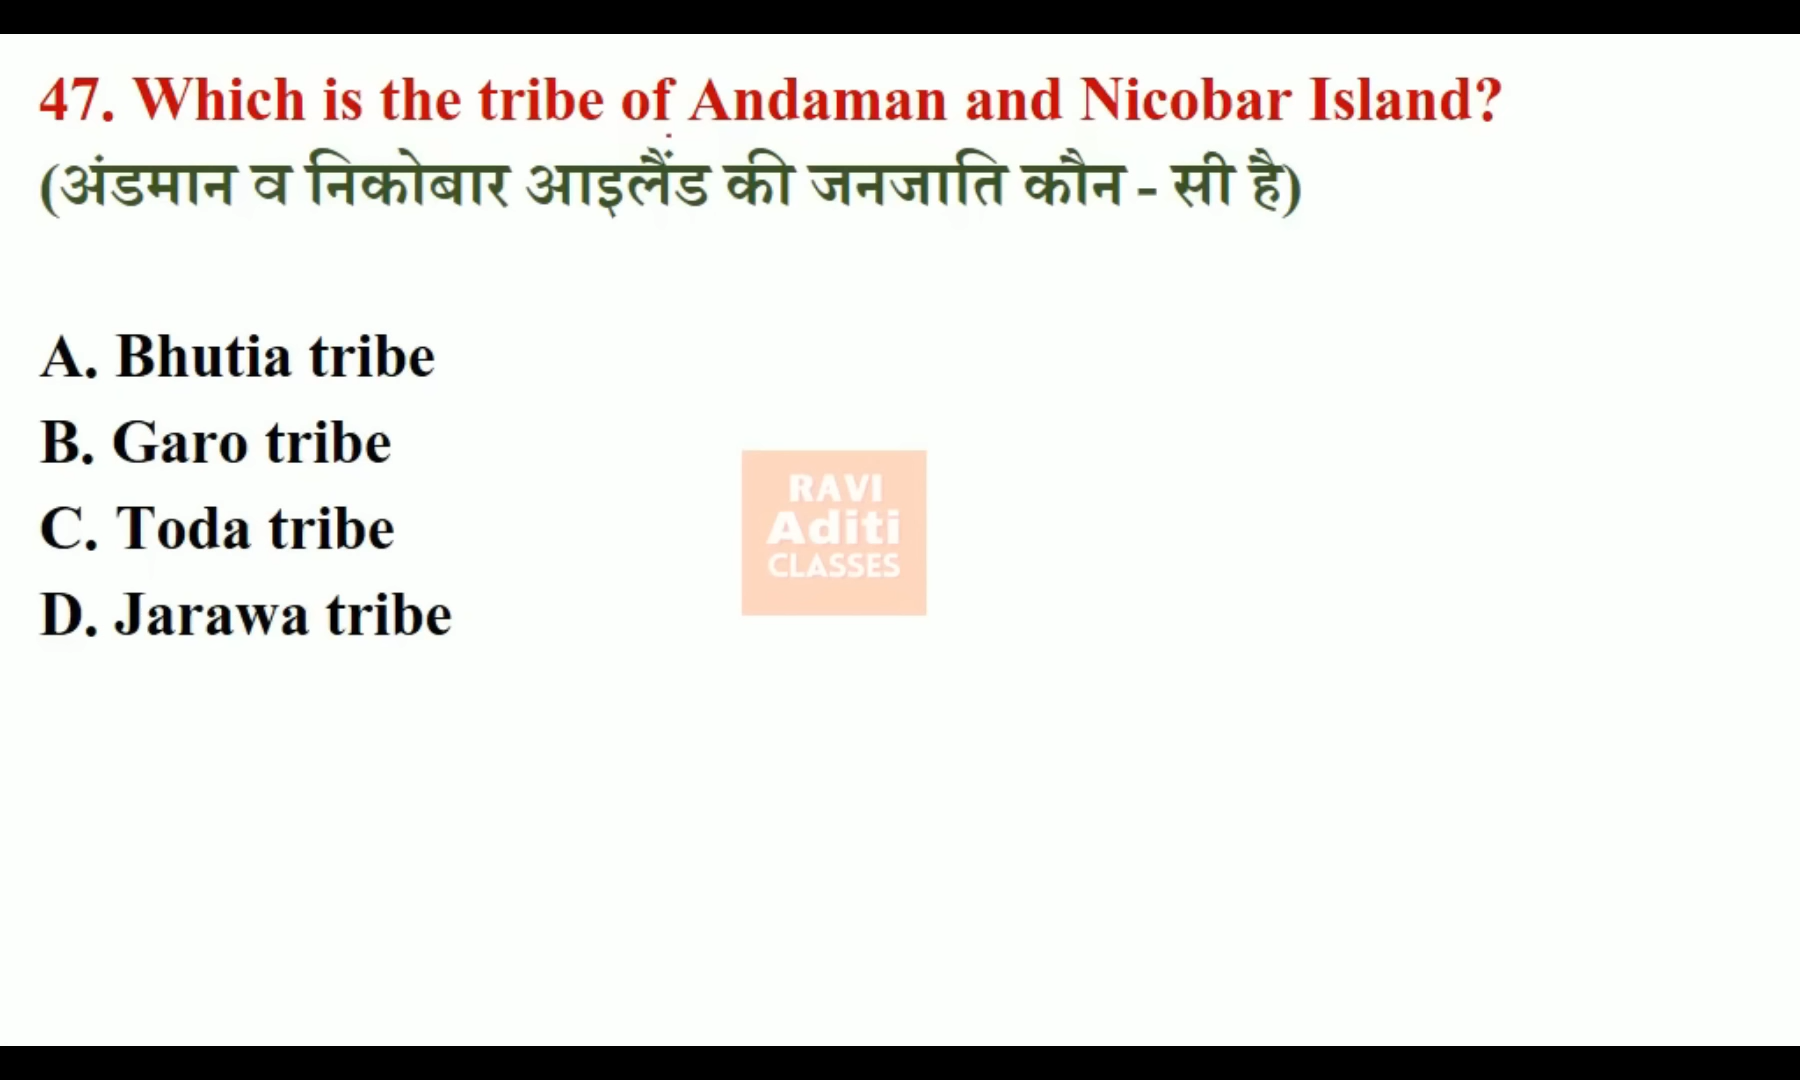 47. Which is the tribe of Andaman and Nicobar Island?
(अंडमान व निकोबार आइलैंड की जनजाति कौन - सी है)
A. Bhutia tribe
B. Garo tribe
C. Toda tribe
D. Jarawa tribe
RAVI
Aditi
CLASSES